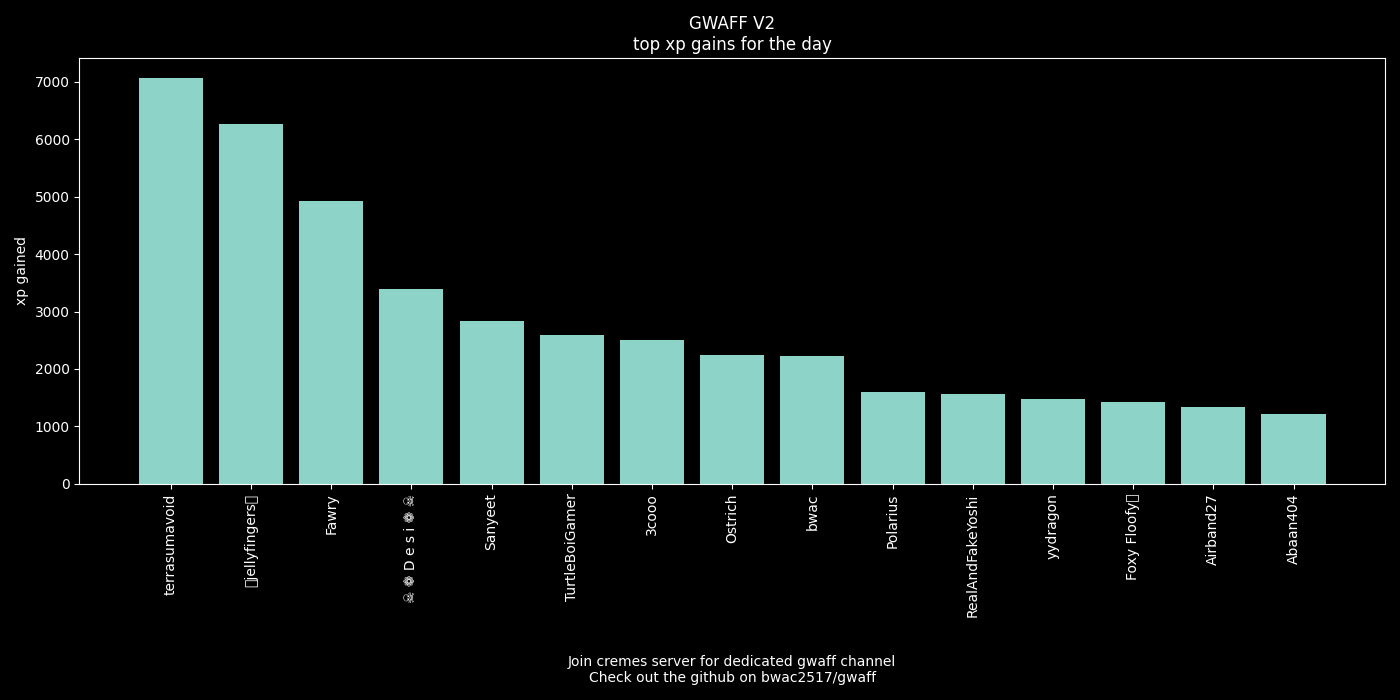 GWAFF V2
top xp gains for the day
xp gained
7000
6000
5000
4000
3000
2000
1000
0
terrasumavoid
jellyfingers
Fawry
☠ ❁ D e s i ❁ ☠
Sanyeet
TurtleBoiGamer
3cooo
Ostrich
bwac
Polarius
RealAndFakeYoshi
yydragon
Foxy Floofy
Airband27
Abaan404
Join cremes server for dedicated gwaff channel
Check out the github on bwac2517/gwaff